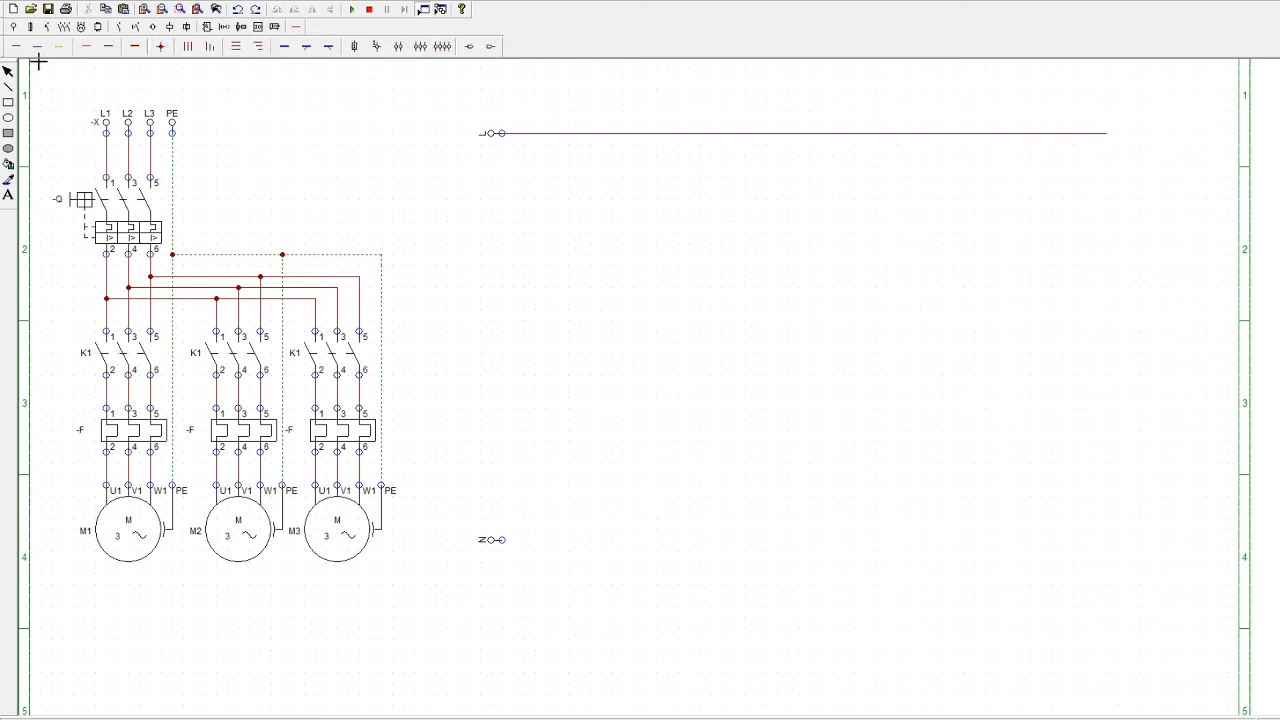 A
1 1
2 2
3 3
4 4
5 5
L1 L2 L3 PE
-X
1 3 5
-Q
I> I> I>
2 4 6
L
1 3 5 1 3 5 1 3 5
K1 K1 K1
2 4 6 2 4 6 2 4 6
1 3 5 1 3 5 1 3 5
-F -F -F
2 4 6 2 4 6 2 4 6
U1 V1 W1 PE U1 V1 W1 PE U1 V1 W1 PE
M1 M 3 M2 M 3 M3 M 3
N